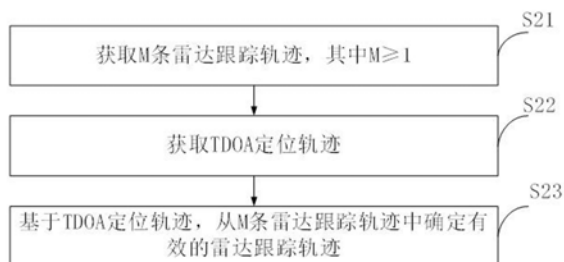 S21
获取M条雷达跟踪轨迹，其中M≥1
S22
获取TDOA定位轨迹
S23
基于TDOA定位轨迹，从M条雷达跟踪轨迹中确定有
效的雷达跟踪轨迹